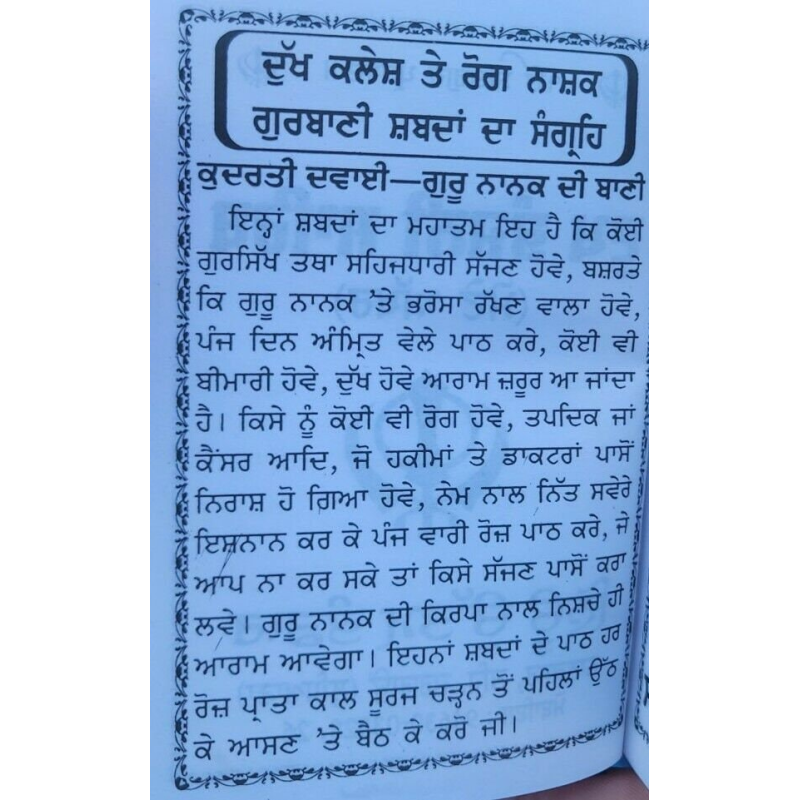 ਦੁੱਖ ਕਲੇਸ਼ ਤੇ ਰੋਗ ਨਾਸ਼ਕ
ਗੁਰਬਾਣੀ ਸ਼ਬਦਾਂ ਦਾ ਸੰਗ੍ਰਹਿ
ਕੁਦਰਤੀ ਦਵਾਈ—ਗੁਰੂ ਨਾਨਕ ਦੀ ਬਾਣੀ
ਇਨ੍ਹਾਂ ਸ਼ਬਦਾਂ ਦਾ ਮਹਾਤਮ ਇਹ ਹੈ ਕਿ ਕੋਈ
ਗੁਰਸਿੱਖ ਤਥਾ ਸਹਿਜਧਾਰੀ ਸੱਜਣ ਹੋਵੇ, ਬਸ਼ਰਤੇ
ਕਿ ਗੁਰੂ ਨਾਨਕ ’ਤੇ ਭਰੋਸਾ ਰੱਖਣ ਵਾਲਾ ਹੋਵੇ,
ਪੰਜ ਦਿਨ ਅੰਮ੍ਰਿਤ ਵੇਲੇ ਪਾਠ ਕਰੇ, ਕੋਈ ਵੀ
ਬੀਮਾਰੀ ਹੋਵੇ, ਦੁੱਖ ਹੋਵੇ ਆਰਾਮ ਜ਼ਰੂਰ ਆ ਜਾਂਦਾ
ਹੈ। ਕਿਸੇ ਨੂੰ ਕੋਈ ਵੀ ਰੋਗ ਹੋਵੇ, ਤਪਦਿਕ ਜਾਂ
ਕੈਂਸਰ ਆਦਿ, ਜੋ ਹਕੀਮਾਂ ਤੇ ਡਾਕਟਰਾਂ ਪਾਸੋਂ
ਨਿਰਾਸ਼ ਹੋ ਗਿਆ ਹੋਵੇ, ਨੇਮ ਨਾਲ ਨਿੱਤ ਸਵੇਰੇ
ਇਸ਼ਨਾਨ ਕਰ ਕੇ ਪੰਜ ਵਾਰੀ ਰੋਜ਼ ਪਾਠ ਕਰੇ, ਜੇ
ਆਪ ਨਾ ਕਰ ਸਕੇ ਤਾਂ ਕਿਸੇ ਸੱਜਣ ਪਾਸੋਂ ਕਰਾ
ਲਵੇ। ਗੁਰੂ ਨਾਨਕ ਦੀ ਕਿਰਪਾ ਨਾਲ ਨਿਸ਼ਚੇ ਹੀ
ਆਰਾਮ ਆਵੇਗਾ। ਇਹਨਾਂ ਸ਼ਬਦਾਂ ਦੇ ਪਾਠ ਹਰ
ਰੋਜ਼ ਪ੍ਰਾਤਾ ਕਾਲ ਸੂਰਜ ਚੜ੍ਹਨ ਤੋਂ ਪਹਿਲਾਂ ਉੱਠ
ਕੇ ਆਸਣ ’ਤੇ ਬੈਠ ਕੇ ਕਰੋ ਜੀ।